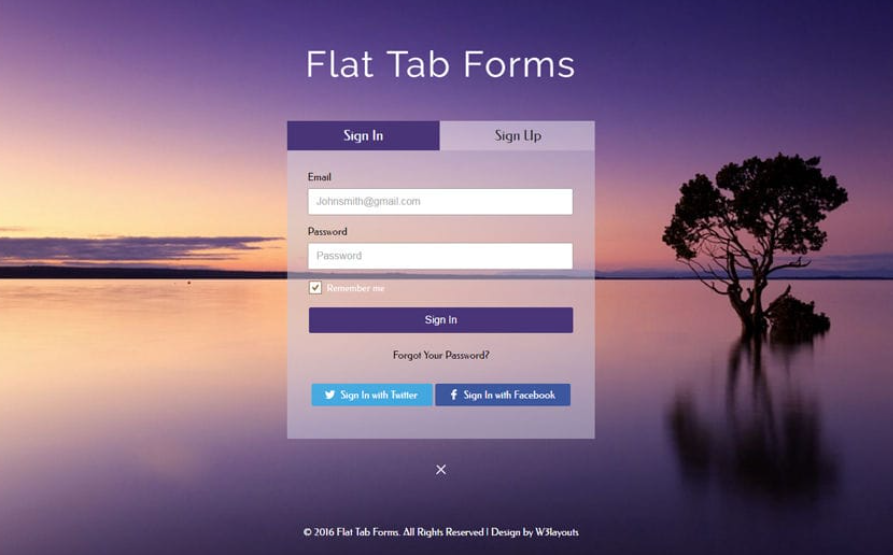 Flat Tab Forms
Sign In
Sign Up
Email
Johnsmith@gmail.com
Password
Password
Remember me
Sign In
Forgot Your Password?
Sign In with Twitter
Sign In with Facebook
© 2016 Flat Tab Forms. All Rights Reserved | Design by W3layouts